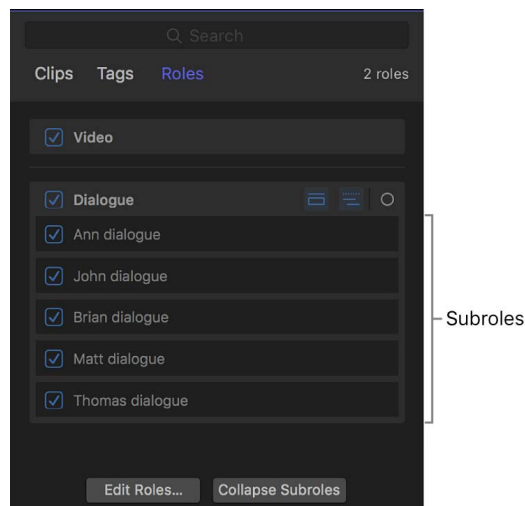 Search
Clips Tags Roles 2 roles
Video
Dialogue
Ann dialogue
John dialogue
Brian dialogue
Matt dialogue
Thomas dialogue
Subroles
Edit Roles... Collapse Subroles